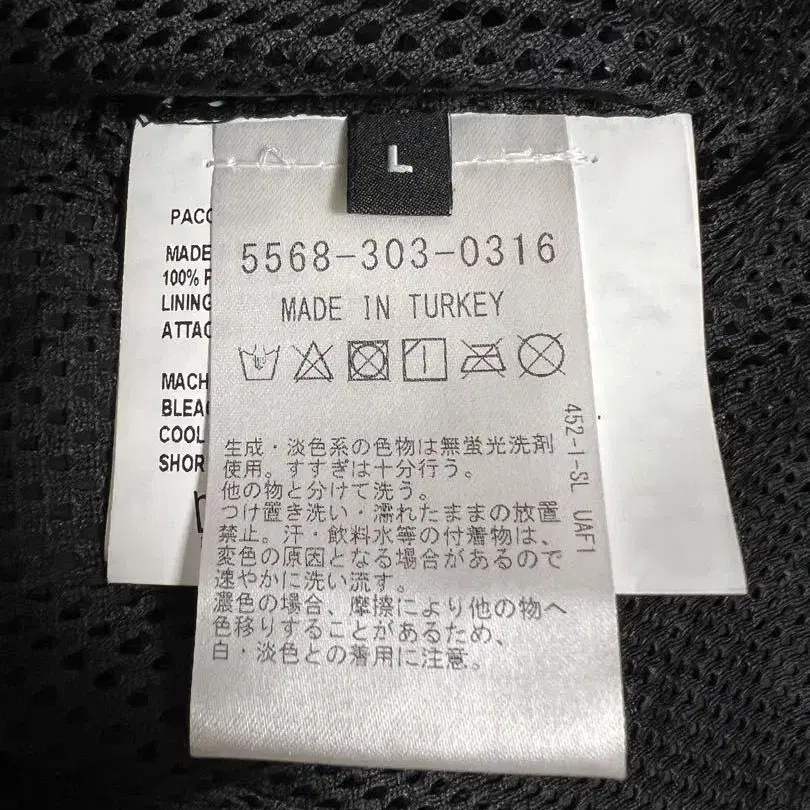 L
5568-303-0316
MADE IN TURKEY
生成・淡色系の色物は無蛍光洗剤
使用。すすぎは十分行う。
他の物と分けて洗う。
つけ置き洗い・濡れたままの放置
禁止。汗・飲料水等の付着物は、
変色の原因となる場合があるので
速やかに洗い流す。
濃色の場合、摩擦により他の物へ
色移りすることがあるため、
白・淡色との着用に注意。
452-1-SL UAF1
PACC
MADE
100% P
LINING
ATTAC
MACH
BLEA
COOL
SHOR